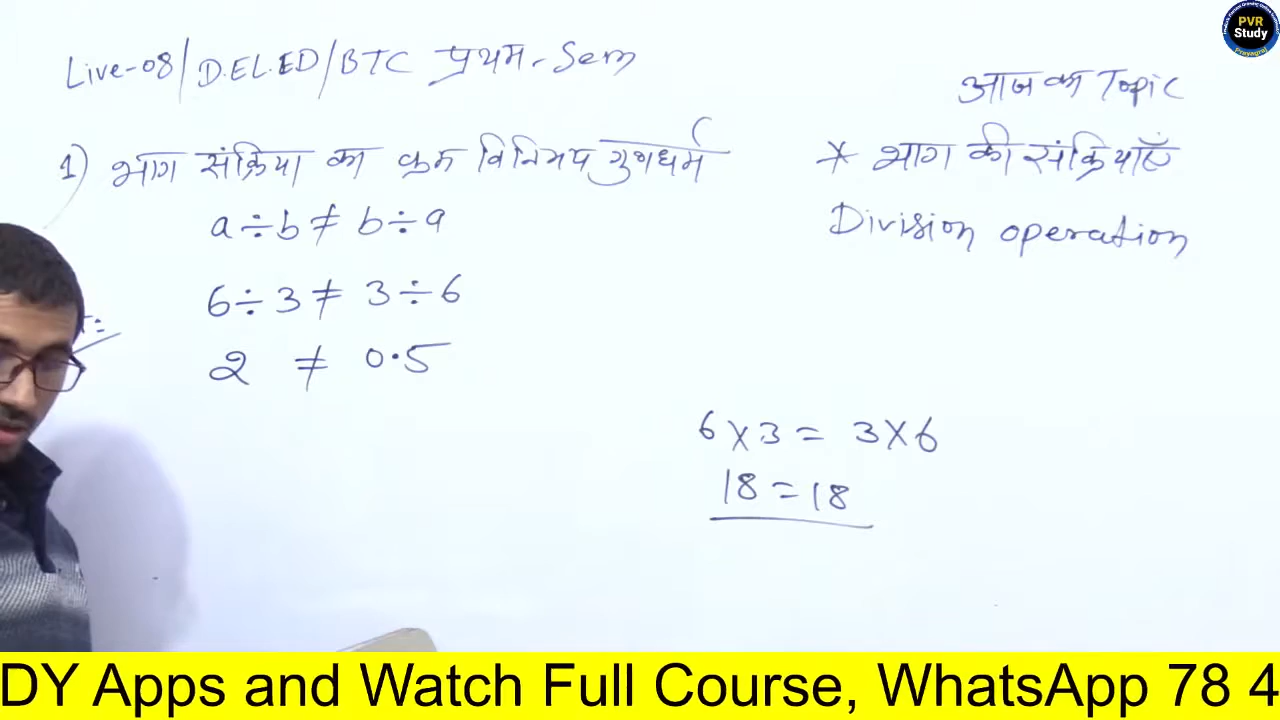 Live-08/D.EL.ED/BTC प्रथम - Sem
आज का Topic
1) भाग संक्रिया का क्रम विनिमय गुणधर्म
* भाग की संक्रियाएँ
Division operation
a ÷ b ≠ b ÷ a
6 ÷ 3 ≠ 3 ÷ 6
2 ≠ 0.5
6 × 3 = 3 × 6
18 = 18
PVR
Study
Prayagraj
DY Apps and Watch Full Course, WhatsApp 78 4